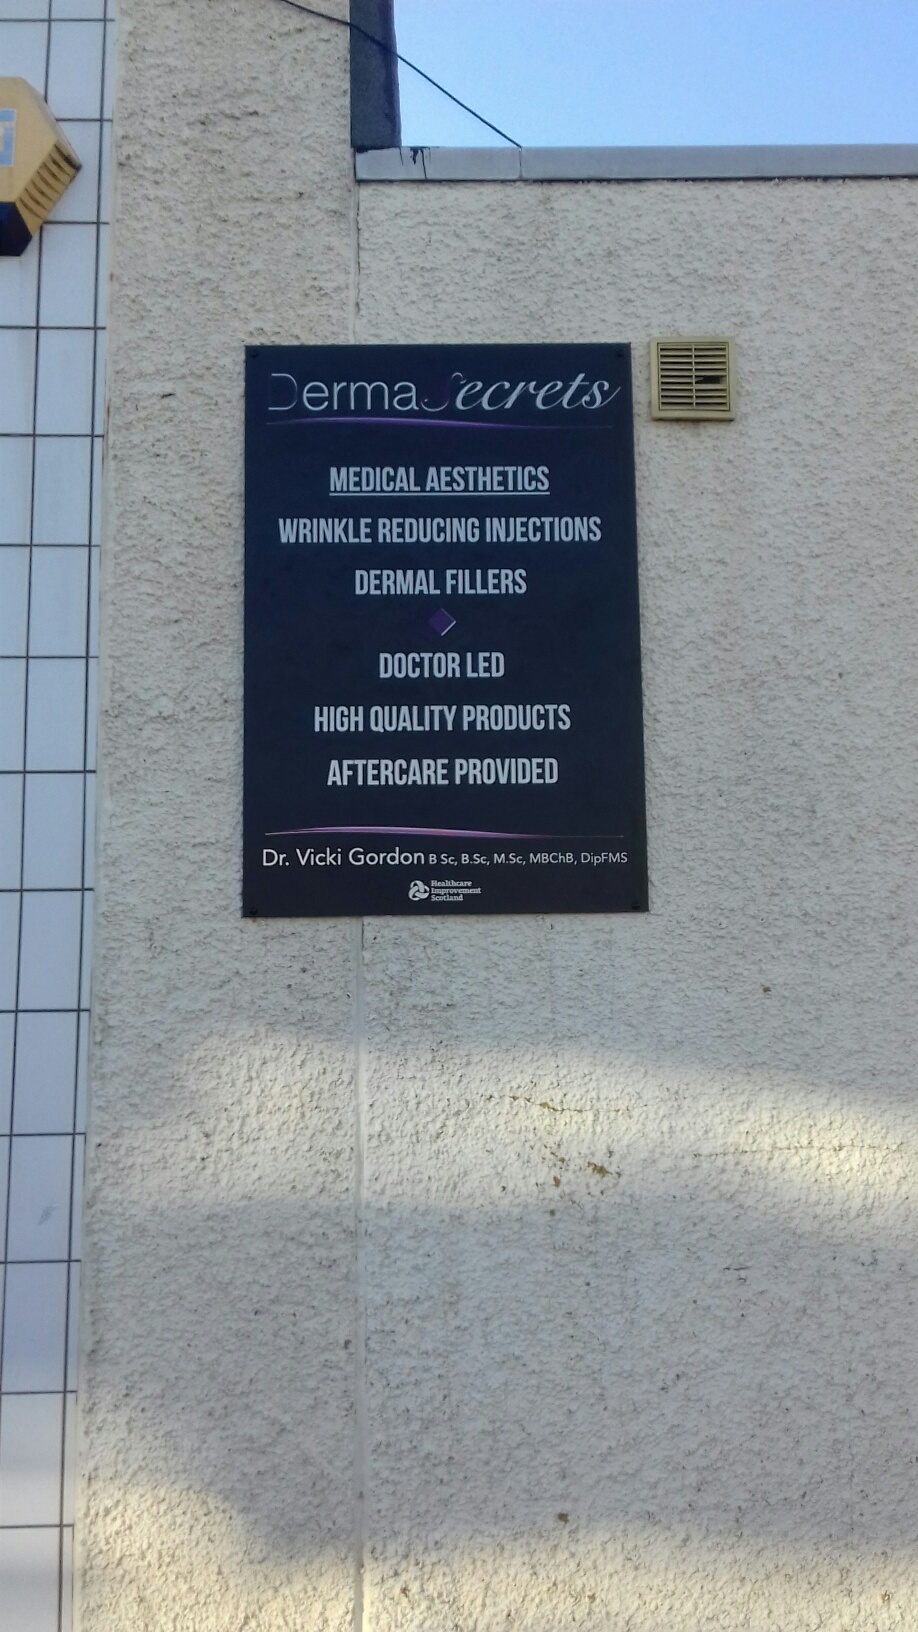 DermaSecrets
MEDICAL AESTHETICS
WRINKLE REDUCING INJECTIONS
DERMAL FILLERS
DOCTOR LED
HIGH QUALITY PRODUCTS
AFTERCARE PROVIDED
Dr. Vicki Gordon B Sc, B.Sc, M.Sc, MBChB, DipFMS
Healthcare
Improvement
Scotland